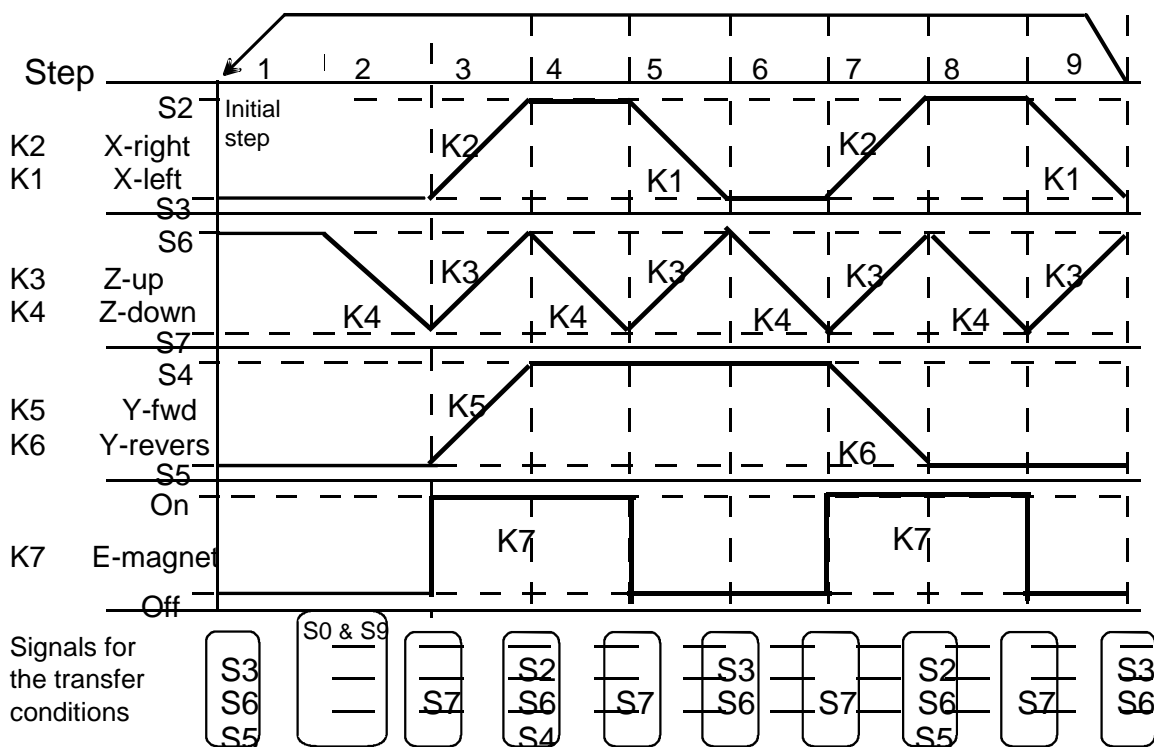 Step 1 2 3 4 5 6 7 8 9
S2 Initial
step
K2 X-right K2 K2
K1 X-left K1 K1
S3
S6
K3 Z-up K3 K3 K3 K3
K4 Z-down K4 K4 K4 K4
S7
S4
K5 Y-fwd K5
K6 Y-revers K6
S5
On
K7 E-magnet K7 K7
Off
S0 & S9
Signals for
the transfer
conditions
S3 S2 S3 S2 S3
S6 S7 S6 S7 S6 S7 S6 S7 S6
S5 S4 S5